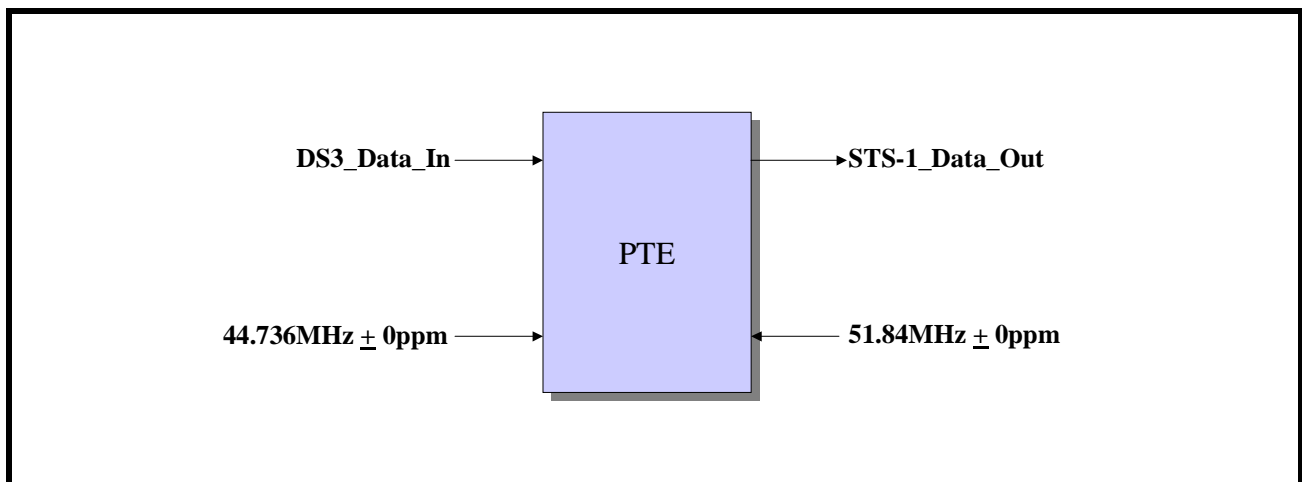 DS3_Data_In
STS-1_Data_Out
PTE
44.736MHz ± 0ppm
51.84MHz ± 0ppm